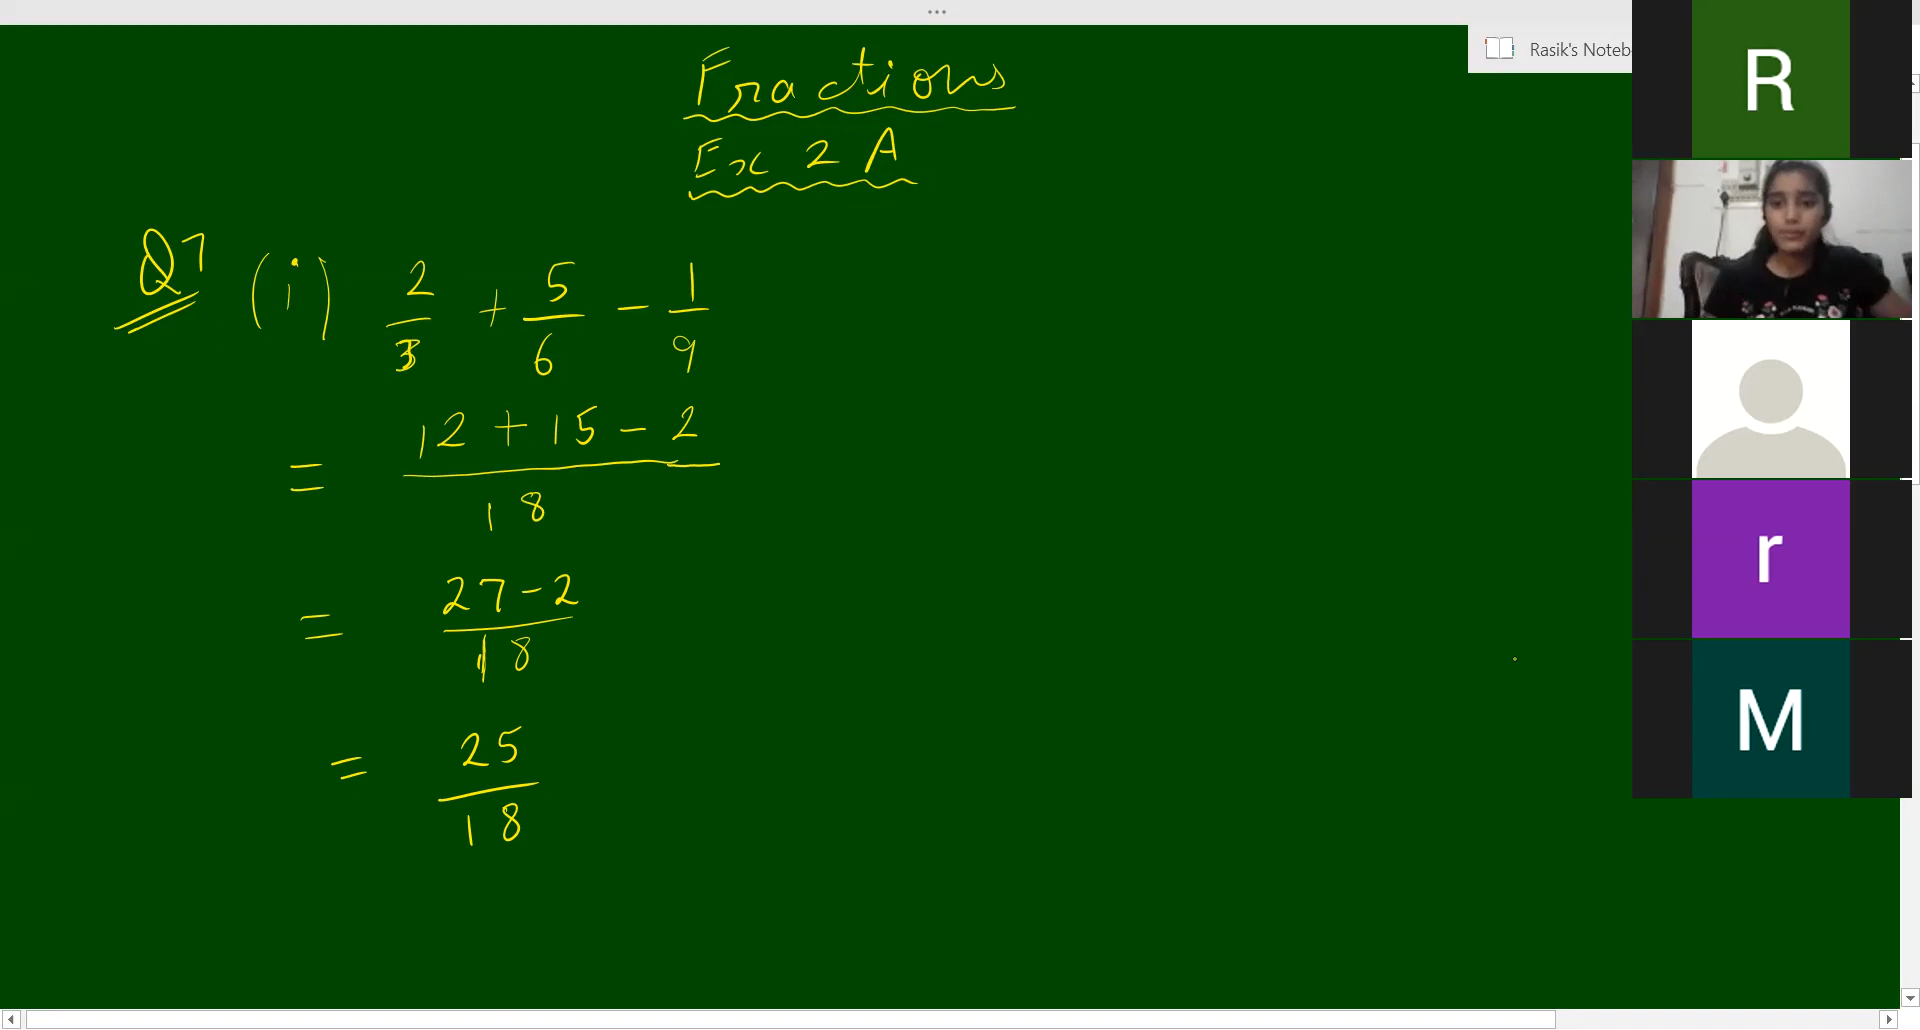 Rasik's Noteb
R
Fractions
Ex 2 A
Q7 (i) 2/3 + 5/6 - 1/9
= 12 + 15 - 2 / 18
= 27 - 2 / 18
= 25 / 18
r
M